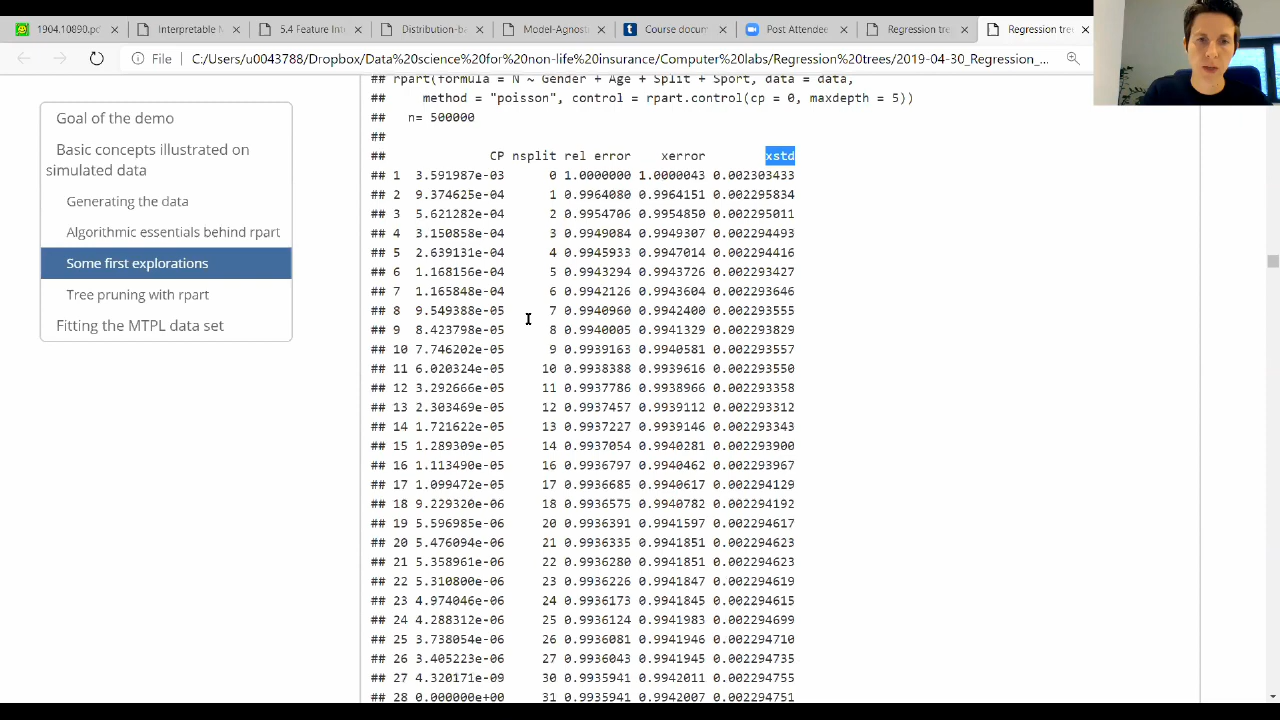 1904.10890.pdf
Interpretable M
5.4 Feature Int
Distribution-ba
Model-Agnosti
Course docum
Post Attendee
Regression tree
Regression tree
File C:/Users/u0043788/Dropbox/Data%20science%20for%20non-life%20insurance/Computer%20labs/Regression%20trees/2019-04-30_Regression_...
Goal of the demo
Basic concepts illustrated on
simulated data
Generating the data
Algorithmic essentials behind rpart
Some first explorations
Tree pruning with rpart
Fitting the MTPL data set
## rpart(formula = N ~ Gender + Age + Split + Sport, data = data,
## method = "poisson", control = rpart.control(cp = 0, maxdepth = 5))
## n= 500000
##
## CP nsplit rel error xerror xstd
## 1 3.591987e-03 0 1.0000000 1.0000043 0.002303433
## 2 9.374625e-04 1 0.9964080 0.9964151 0.002295834
## 3 5.621282e-04 2 0.9954706 0.9954850 0.002295011
## 4 3.150858e-04 3 0.9949084 0.9949307 0.002294493
## 5 2.639131e-04 4 0.9945933 0.9947014 0.002294416
## 6 1.168156e-04 5 0.9943294 0.9943726 0.002293427
## 7 1.165848e-04 6 0.9942126 0.9943604 0.002293646
## 8 9.549388e-05 7 0.9940960 0.9942400 0.002293555
## 9 8.423798e-05 8 0.9940005 0.9941329 0.002293829
## 10 7.746202e-05 9 0.9939163 0.9940581 0.002293557
## 11 6.020324e-05 10 0.9938388 0.9939616 0.002293550
## 12 3.292666e-05 11 0.9937786 0.9938966 0.002293358
## 13 2.303469e-05 12 0.9937457 0.9939112 0.002293312
## 14 1.721622e-05 13 0.9937227 0.9939146 0.002293343
## 15 1.289309e-05 14 0.9937054 0.9940281 0.002293900
## 16 1.113490e-05 16 0.9936797 0.9940462 0.002293967
## 17 1.099472e-05 17 0.9936685 0.9940617 0.002294129
## 18 9.229320e-06 18 0.9936575 0.9940782 0.002294192
## 19 5.596985e-06 20 0.9936391 0.9941597 0.002294617
## 20 5.476094e-06 21 0.9936335 0.9941851 0.002294623
## 21 5.358961e-06 22 0.9936280 0.9941851 0.002294623
## 22 5.310800e-06 23 0.9936226 0.9941847 0.002294619
## 23 4.974046e-06 24 0.9936173 0.9941845 0.002294615
## 24 4.288312e-06 25 0.9936124 0.9941983 0.002294699
## 25 3.738054e-06 26 0.9936081 0.9941946 0.002294710
## 26 3.405223e-06 27 0.9936043 0.9941945 0.002294735
## 27 4.320171e-09 30 0.9935941 0.9942011 0.002294755
## 28 0.000000e+00 31 0.9935941 0.9942007 0.002294751